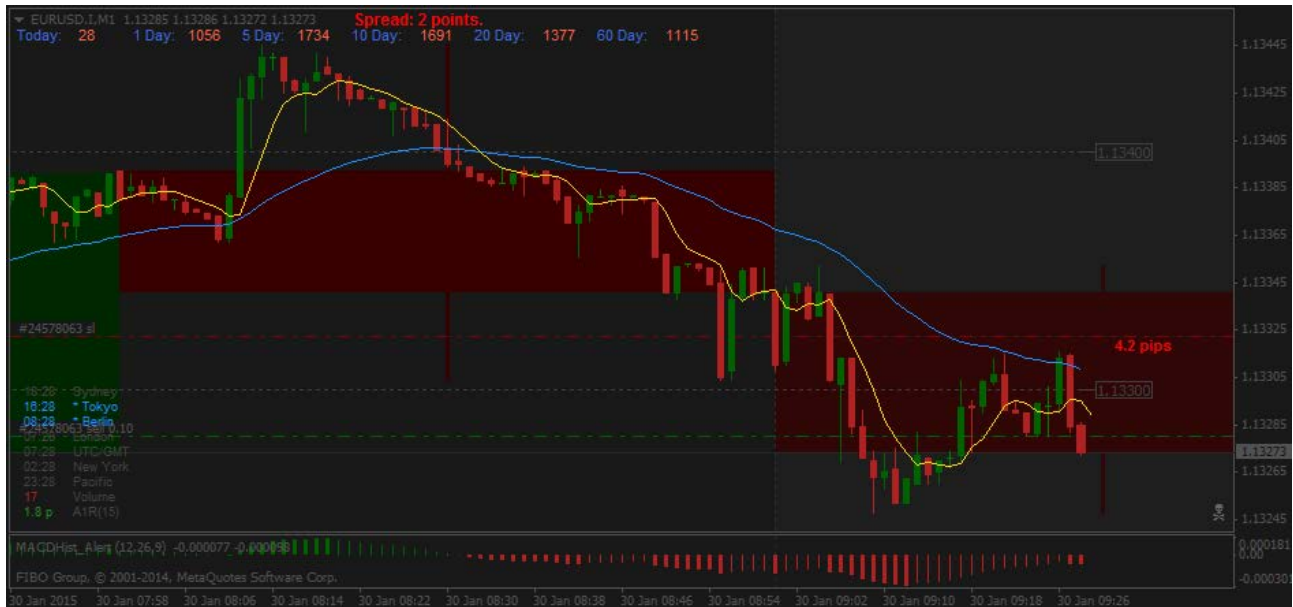 EURUSD.I,M1 1.13285 1.13286 1.13272 1.13273
Spread: 2 points.
Today: 28 1 Day: 1056 5 Day: 1734 10 Day: 1691 20 Day: 1377 60 Day: 1115
1.13445
1.13425
1.13405
1.13400
1.13385
1.13365
1.13345
1.13325
#24578063 sl
4.2 pips
1.13305
1.13300
16:28 * Tokyo
08:28 * Berlin
1.13285
#24578063 sell 0.10
07:28 London
07:28 UTC/GMT
1.13273
02:28 New York
1.13265
23:28 Pacific
17 Volume
1.8 p
1.13245
MACDHist_Alert (12,26,9) -0.000077 -0.000098
0.000181
0.00
-0.000301
FIBO Group, © 2001-2014, MetaQuotes Software Corp.
30 Jan 2015 30 Jan 07:58 30 Jan 08:06 30 Jan 08:14 30 Jan 08:22 30 Jan 08:30 30 Jan 08:38 30 Jan 08:46 30 Jan 08:54 30 Jan 09:02 30 Jan 09:10 30 Jan 09:18 30 Jan 09:26